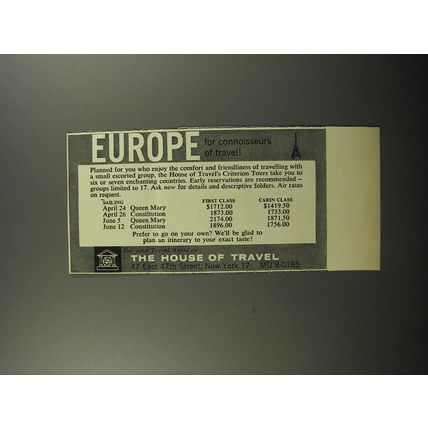 EUROPE for connoisseurs
of travel!
Planned for you who enjoy the comfort and friendliness of travelling with
a small escorted group, the House of Travel's Criterion Tours take you to
six or seven enchanting countries. Early reservations are recommended—
groups limited to 17. Ask now for details and descriptive folders. Air rates
on request.
SAILING FIRST CLASS CABIN CLASS
April 24 Queen Mary $1712.00 $1419.50
April 26 Constitution 1873.00 1733.00
June 5 Queen Mary 2174.00 1871.50
June 12 Constitution 1896.00 1756.00
Prefer to go on your own? We'll be glad to
plan an itinerary to your exact taste!
See your Travel Agent or
THE HOUSE OF TRAVEL
47 East 47th Street, New York 17 MU 8-0185